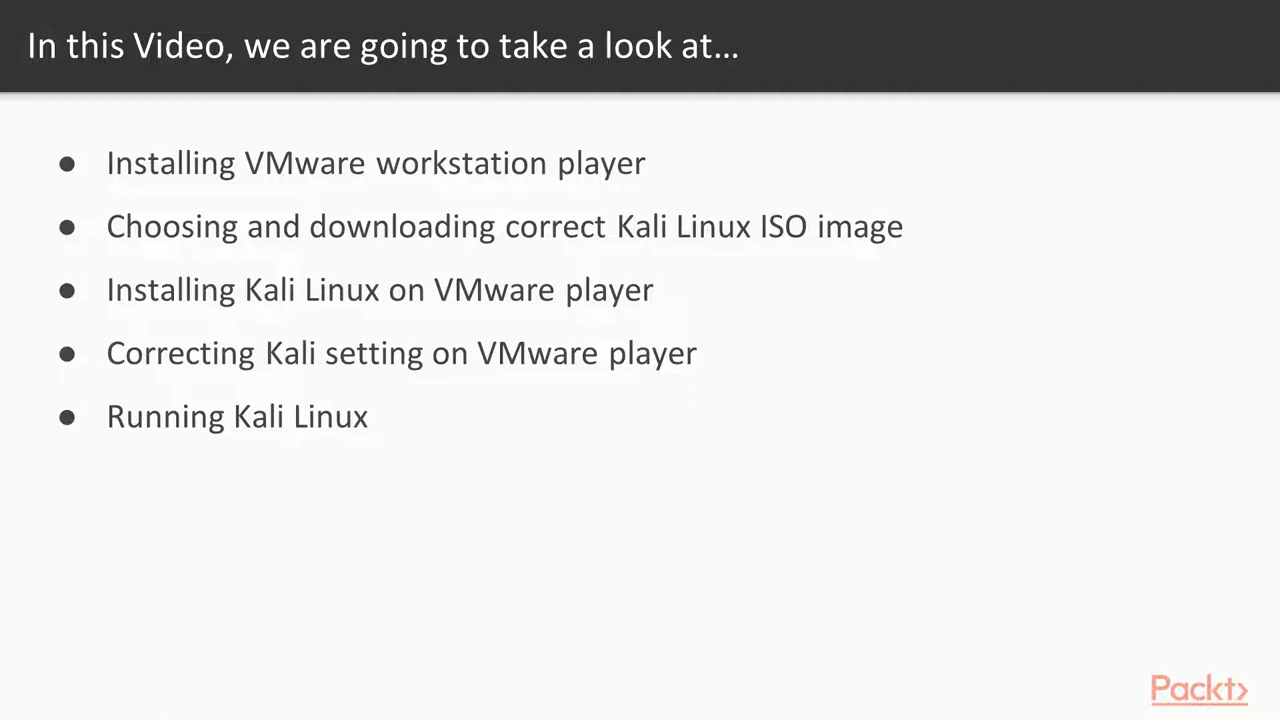 In this Video, we are going to take a look at...
● Installing VMware workstation player
● Choosing and downloading correct Kali Linux ISO image
● Installing Kali Linux on VMware player
● Correcting Kali setting on VMware player
● Running Kali Linux
Packt>